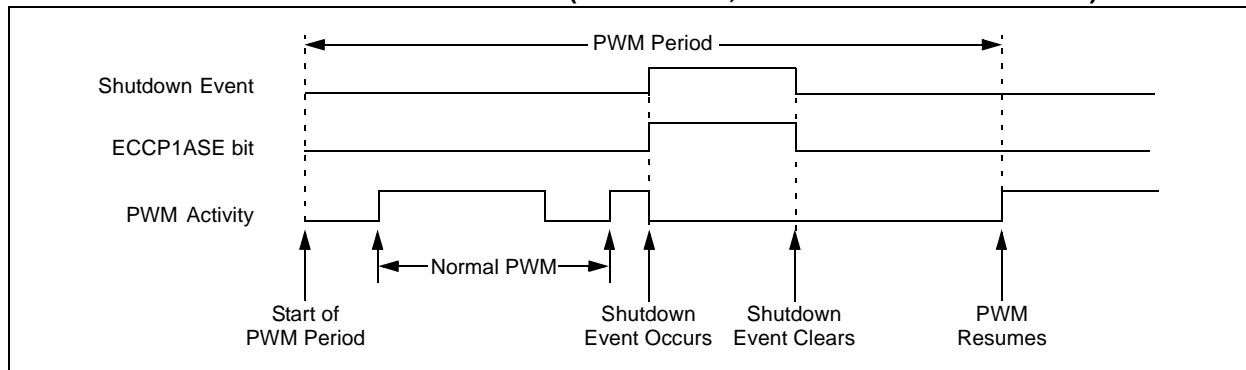 PWM Period
Shutdown Event
ECCP1ASE bit
PWM Activity
Normal PWM
Start of
PWM Period
Shutdown
Event Occurs
Shutdown
Event Clears
PWM
Resumes